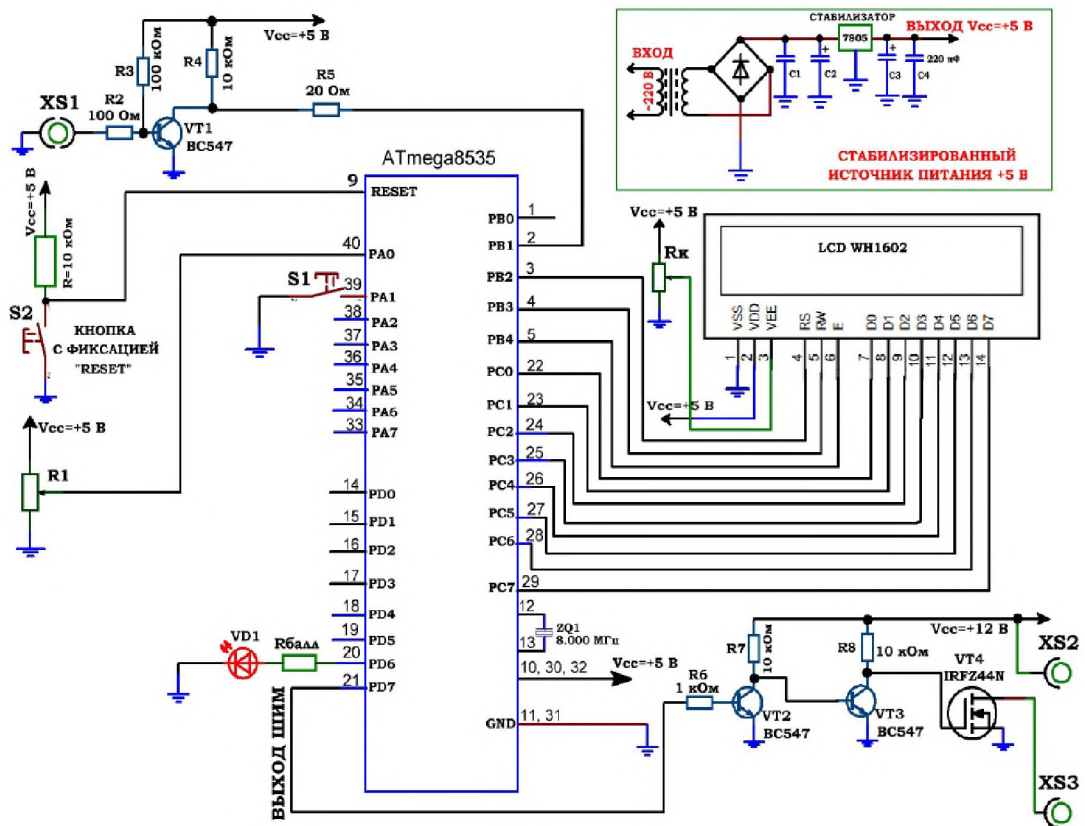 Vcc=+5 В
R3
100 кОм
R4
10 кОм
R5
20 Ом
XS1
R2
100 Ом
VT1
BC547
СТАБИЛИЗАТОР
7805
ВЫХОД Vcc=+5 В
ВХОД
~220 В
C1
C2
C3
C4
220 пФ
СТАБИЛИЗИРОВАННЫЙ
ИСТОЧНИК ПИТАНИЯ +5 В
ATmega8535
9
RESET
40
PA0
39
PA1
38
PA2
37
PA3
36
PA4
35
PA5
34
PA6
33
PA7
14
PD0
15
PD1
16
PD2
17
PD3
18
PD4
19
PD5
20
PD6
21
PD7
PB0
1
PB1
2
PB2
3
PB3
4
PB4
5
PC0
22
PC1
23
PC2
24
PC3
25
PC4
26
PC5
27
PC6
28
PC7
29
12
13
ZQ1
8.000 МГц
10, 30, 32
Vcc=+5 В
GND
11, 31
Vcc=+5 В
R=10 кОм
S1
S2
КНОПКА
С ФИКСАЦИЕЙ
"RESET"
Vcc=+5 В
R1
VD1
Rбалл
ВЫХОД ШИМ
Vcc=+5 В
Rк
LCD WH1602
VSS
VDD
VEE
RS
RW
E
D0
D1
D2
D3
D4
D5
D6
D7
1
2
3
4
5
6
7
8
9
10
11
12
13
14
Vcc=+5 В
R6
1 кОм
R7
10 кОм
R8
10 кОм
Vcc=+12 В
VT2
BC547
VT3
BC547
VT4
IRFZ44N
XS2
XS3